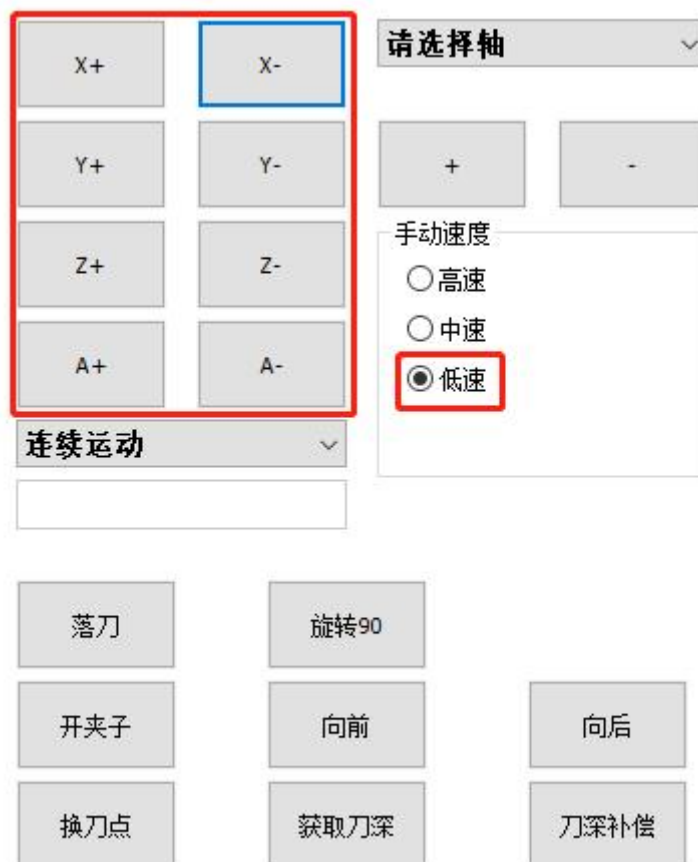 X+ X- 请选择轴
Y+ Y- + -
手动速度
Z+ Z- 高速
中速
A+ A- 低速
连续运动
落刀 旋转90
开夹子 向前 向后
换刀点 获取刀深 刀深补偿